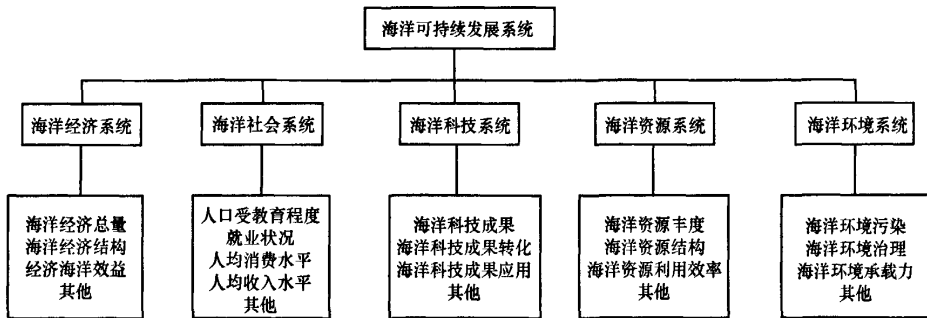 海洋可持续发展系统
海洋经济系统
海洋社会系统
海洋科技系统
海洋资源系统
海洋环境系统
海洋经济总量
海洋经济结构
经济海洋效益
其他
人口受教育程度
就业状况
人均消费水平
人均收入水平
其他
海洋科技成果
海洋科技成果转化
海洋科技成果应用
其他
海洋资源丰度
海洋资源结构
海洋资源利用效率
其他
海洋环境污染
海洋环境治理
海洋环境承载力
其他